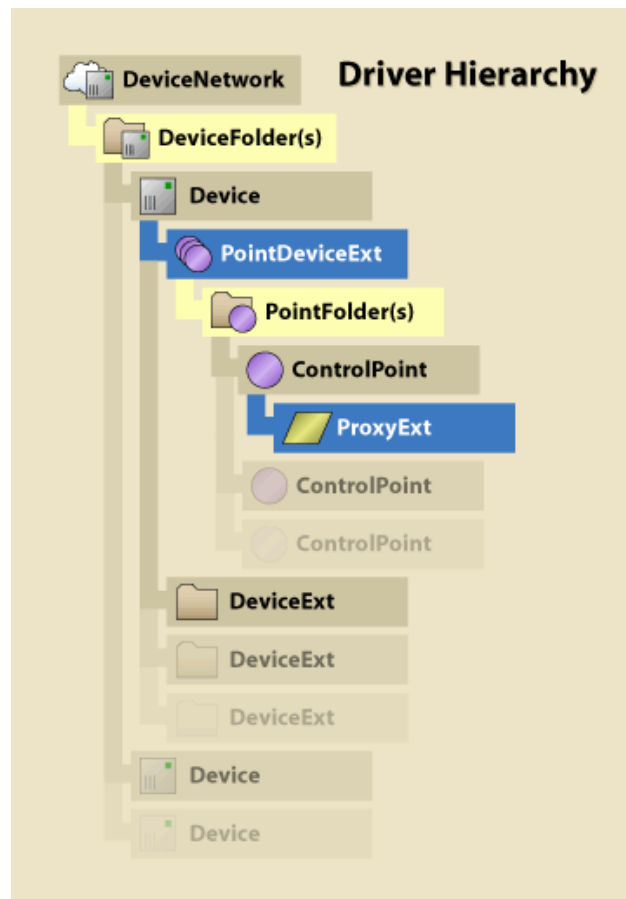 Driver Hierarchy
DeviceNetwork
DeviceFolder(s)
Device
PointDeviceExt
PointFolder(s)
ControlPoint
ProxyExt
ControlPoint
ControlPoint
DeviceExt
DeviceExt
DeviceExt
Device
Device